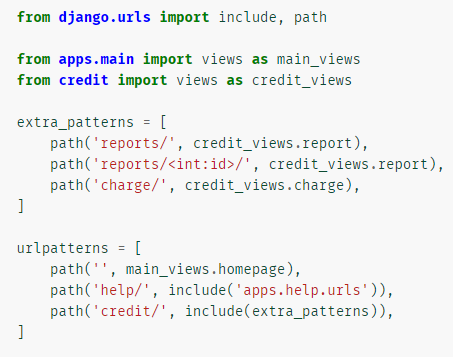 from django.urls import include, path

from apps.main import views as main_views
from credit import views as credit_views

extra_patterns = [
    path('reports/', credit_views.report),
    path('reports/<int:id>/', credit_views.report),
    path('charge/', credit_views.charge),
]

urlpatterns = [
    path('', main_views.homepage),
    path('help/', include('apps.help.urls')),
    path('credit/', include(extra_patterns)),
]